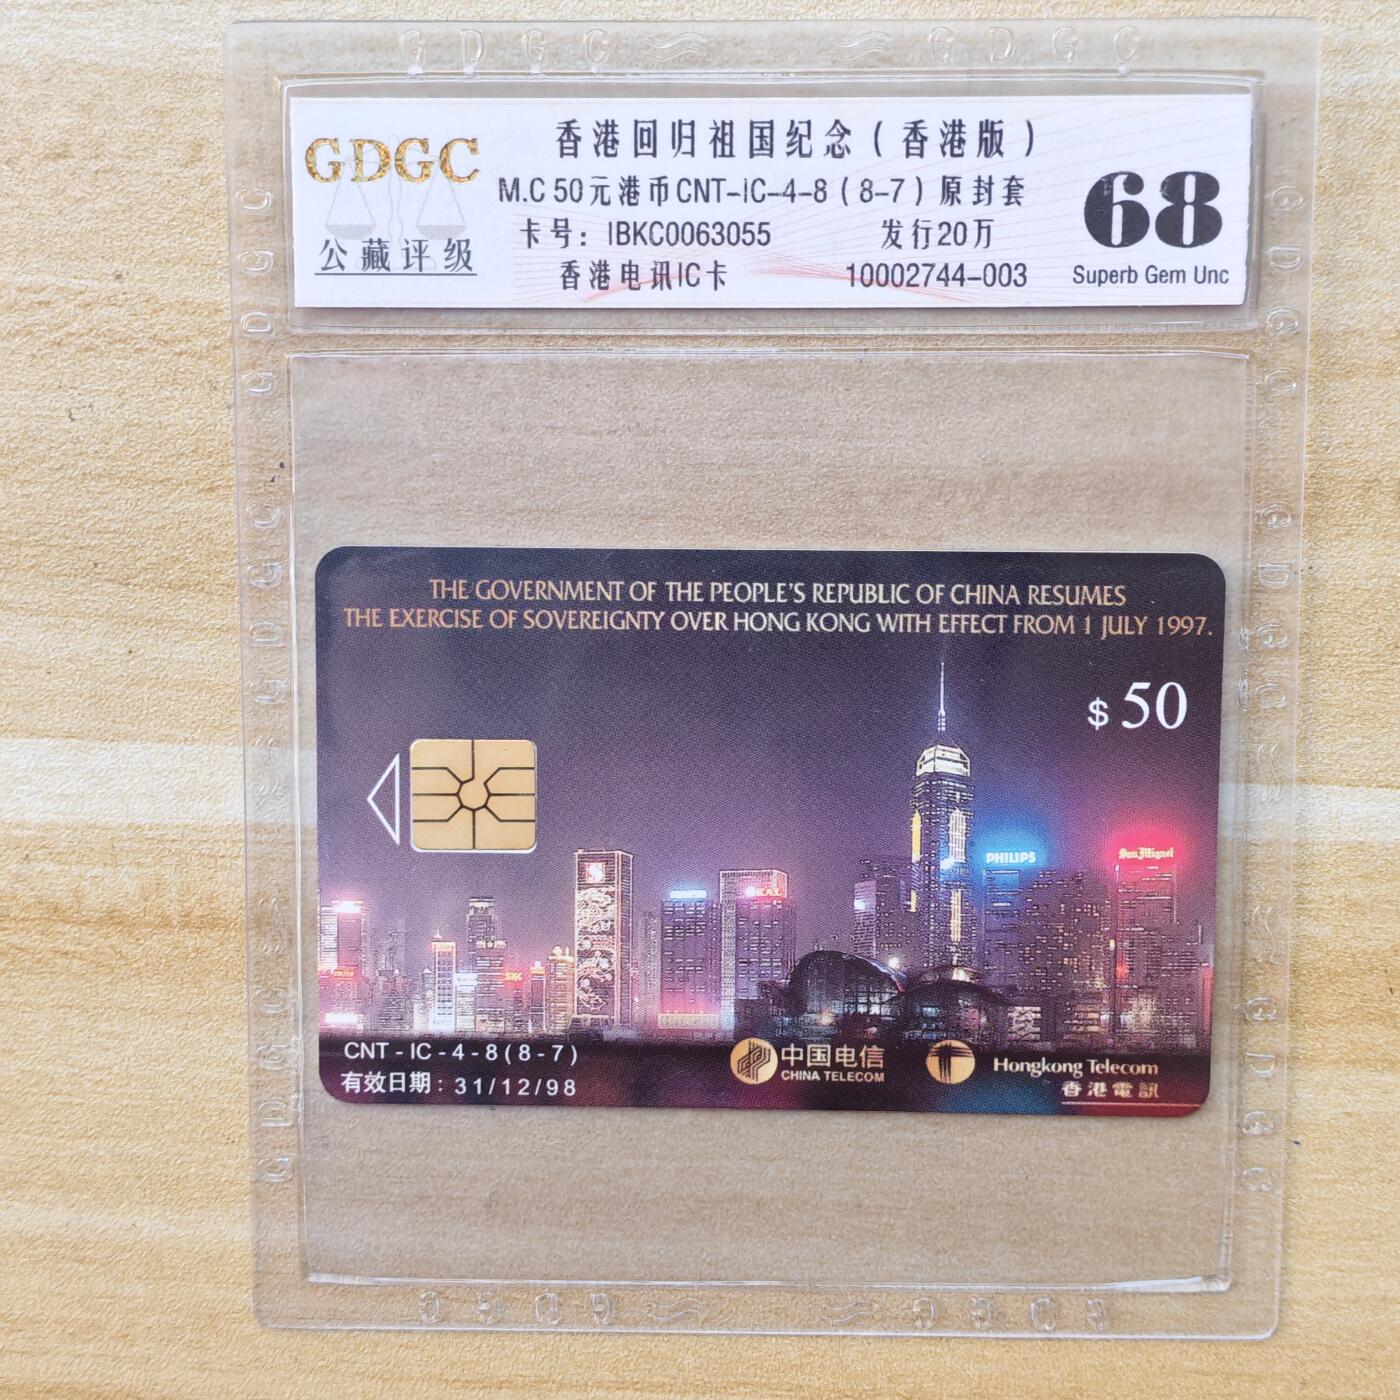 G D G C G D G C
GDGC
公藏评级
香港回归祖国纪念(香港版)
M.C 50元港币CNT-IC-4-8(8-7)原封套
卡号:IBKC0063055 发行20万
香港电讯IC卡 10002744-003
68
Superb Gem Unc
THE GOVERNMENT OF THE PEOPLE'S REPUBLIC OF CHINA RESUMES
THE EXERCISE OF SOVEREIGNTY OVER HONG KONG WITH EFFECT FROM 1 JULY 1997.
$50
PHILIPS
San Miguel
CNT-IC-4-8(8-7)
有效日期:31/12/98
中国电信
CHINA TELECOM
Hongkong Telecom
香港電訊